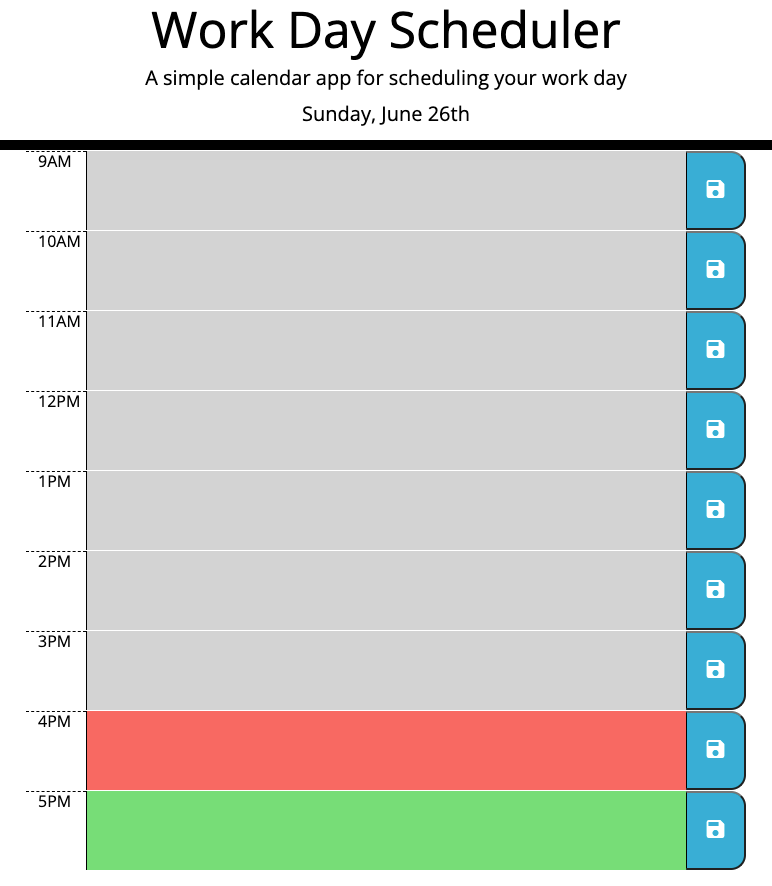 Work Day Scheduler
A simple calendar app for scheduling your work day
Sunday, June 26th
9AM
10AM
11AM
12PM
1PM
2PM
3PM
4PM
5PM